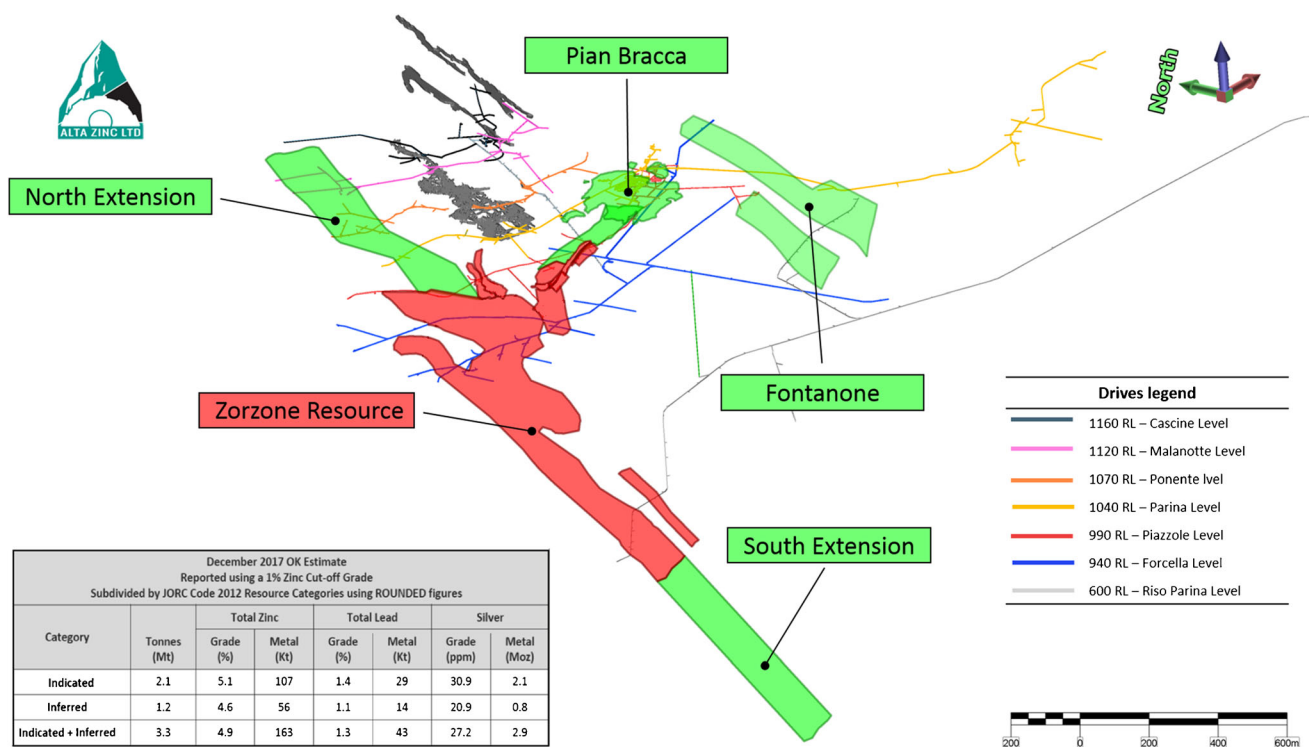 ALTA ZINC LTD
Pian Bracca
North
North Extension
Zorzone Resource
Fontanone
South Extension
Drives legend
1160 RL – Cascine Level
1120 RL – Malanotte Level
1070 RL – Ponente lvel
1040 RL – Parina Level
990 RL – Piazzole Level
940 RL – Forcella Level
600 RL – Riso Parina Level
December 2017 OK Estimate
Reported using a 1% Zinc Cut-off Grade
Subdivided by JORC Code 2012 Resource Categories using ROUNDED figures
Category Tonnes (Mt) Total Zinc Total Lead Silver
Grade (%) Metal (Kt) Grade (%) Metal (Kt) Grade (ppm) Metal (Moz)
Indicated 2.1 5.1 107 1.4 29 30.9 2.1
Inferred 1.2 4.6 56 1.1 14 20.9 0.8
Indicated + Inferred 3.3 4.9 163 1.3 43 27.2 2.9
200 0 200 400 600m